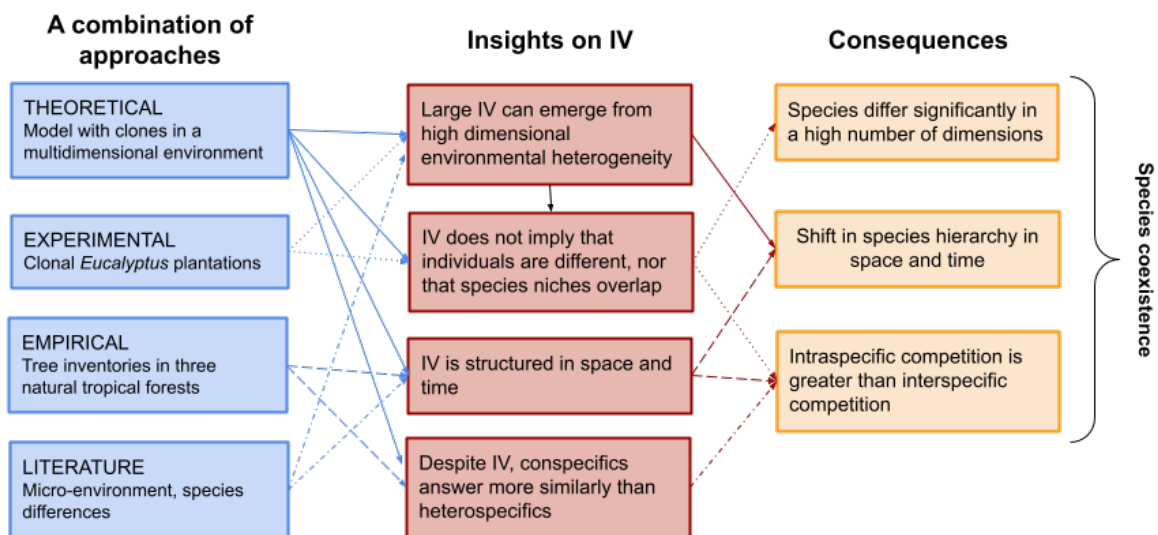 A combination of
approaches
Insights on IV
Consequences
THEORETICAL
Model with clones in a
multidimensional environment
EXPERIMENTAL
Clonal Eucalyptus plantations
EMPIRICAL
Tree inventories in three
natural tropical forests
LITERATURE
Micro-environment, species
differences
Large IV can emerge from
high dimensional
environmental heterogeneity
IV does not imply that
individuals are different, nor
that species niches overlap
IV is structured in space and
time
Despite IV, conspecifics
answer more similarly than
heterospecifics
Species differ significantly in
a high number of dimensions
Shift in species hierarchy in
space and time
Intraspecific competition is
greater than interspecific
competition
Species coexistence